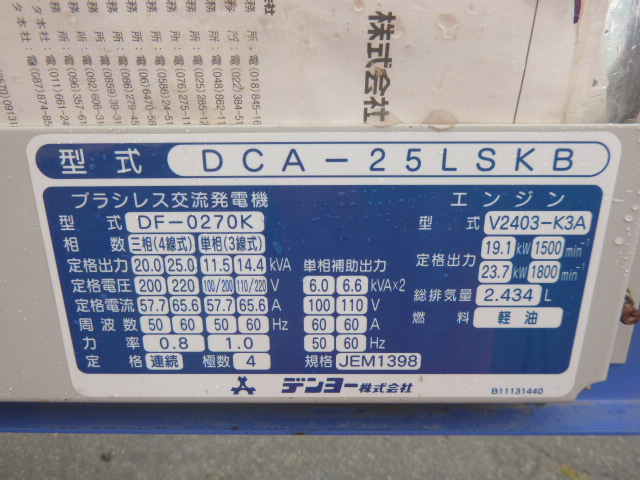 株式会社
型式 DCA-25LSKB
ブラシレス交流発電機
型式 DF-0270K
相数 三相(4線式) 単相(3線式)
定格出力 20.0 25.0 11.5 14.4 kVA
定格電圧 200 220 100/200 110/220 V
定格電流 57.7 65.6 57.7 65.6 A
周波数 50 60 50 60 Hz
力率 0.8 1.0
定格 連続 極数 4
単相補助出力
6.0 6.6 kVA×2
100 110 V
60 60 A
50 60 Hz
規格 JEM1398
エンジン
型式 V2403-K3A
定格出力 19.1 kW 1500 min⁻¹
23.7 kW 1800 min⁻¹
総排気量 2.434 L
燃料 軽油
デンヨー株式会社
B11131440